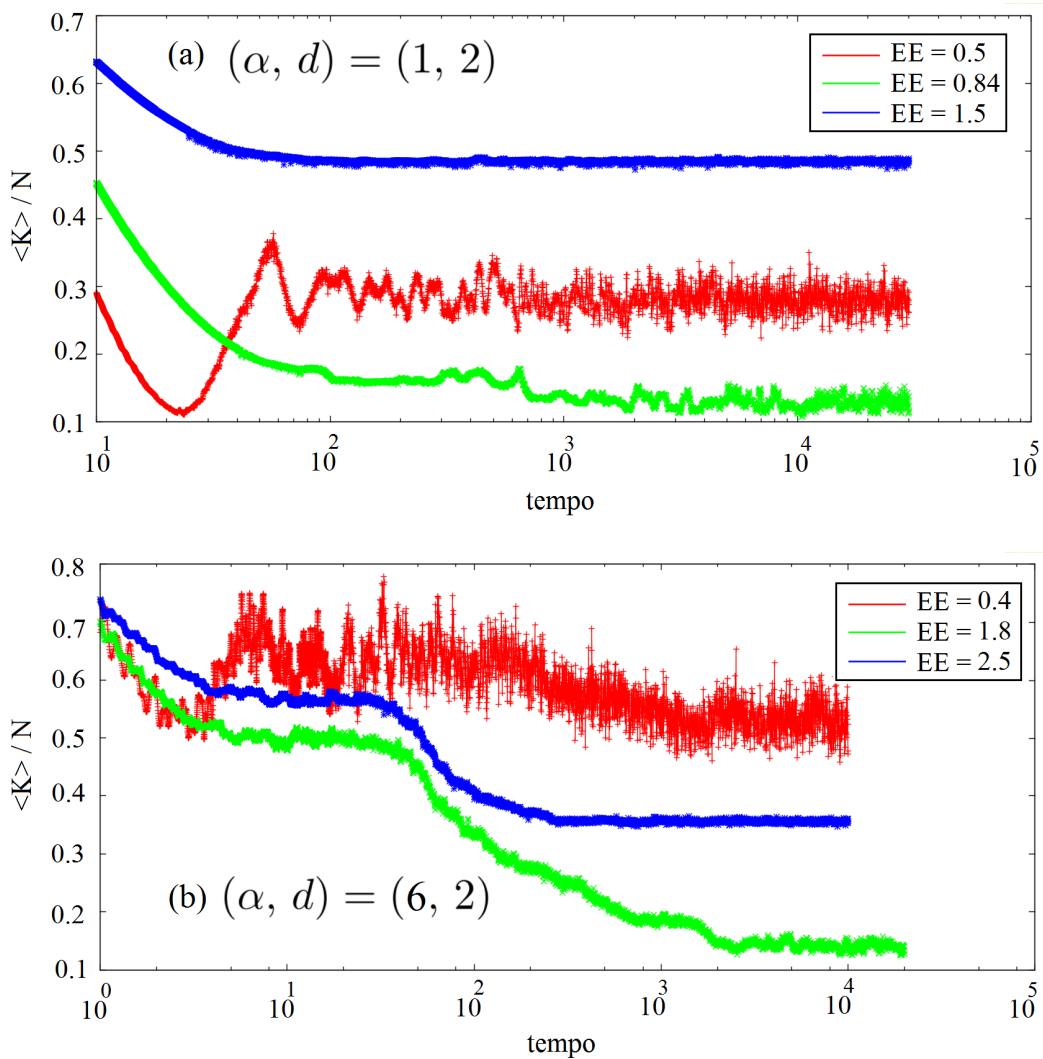 0.7
(a) (α, d) = (1, 2)
EE = 0.5
EE = 0.84
EE = 1.5
0.6
0.5
0.4
0.3
0.2
0.1
<K> / N
10^1 10^2 10^3 10^4 10^5
tempo
0.8
EE = 0.4
EE = 1.8
EE = 2.5
0.7
0.6
0.5
0.4
0.3
0.2
0.1
<K> / N
(b) (α, d) = (6, 2)
10^0 10^1 10^2 10^3 10^4 10^5
tempo